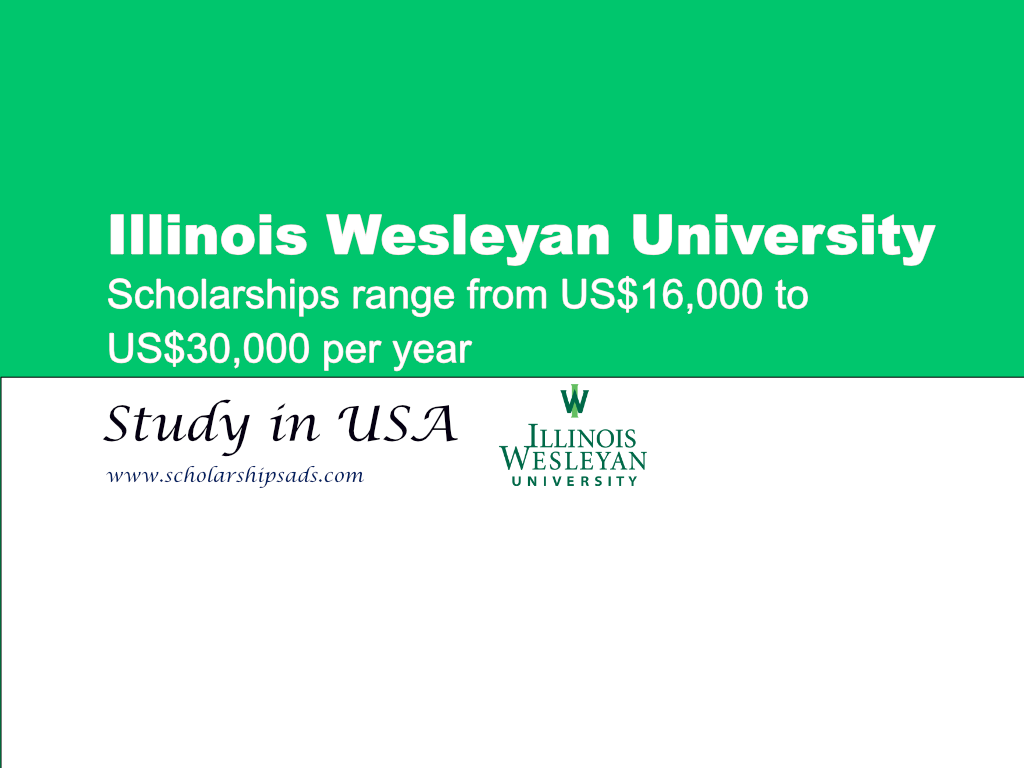 Illinois Wesleyan University
Scholarships range from US$16,000 to
US$30,000 per year
Study in USA
www.scholarshipsads.com
W
ILLINOIS
WESLEYAN
UNIVERSITY